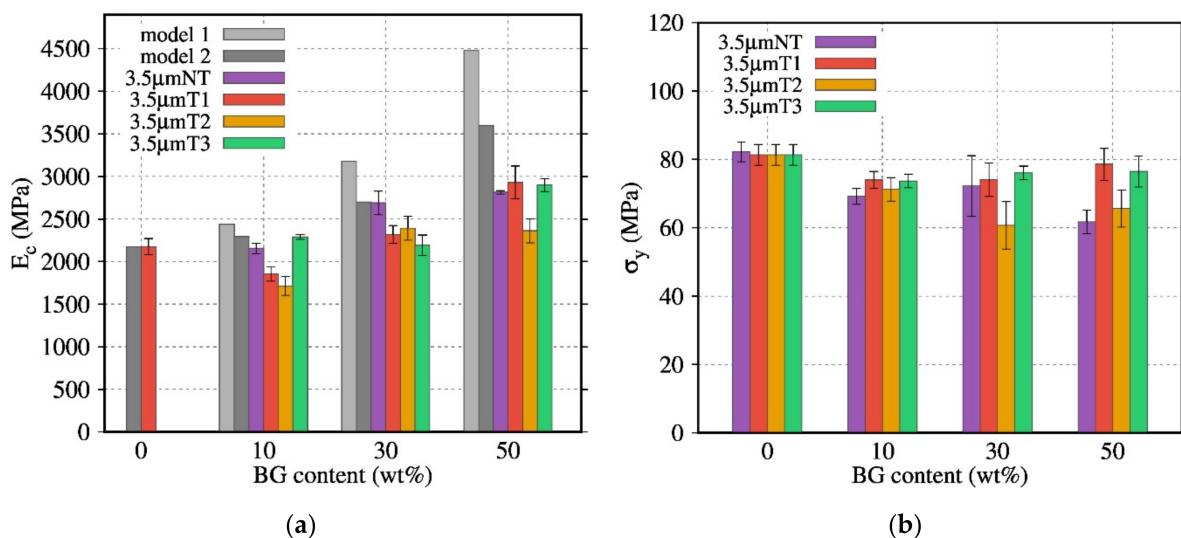 model 1
model 2
3.5μmNT
3.5μmT1
3.5μmT2
3.5μmT3
4500
4000
3500
3000
2500
2000
1500
1000
500
0
E_c (MPa)
0 10 30 50
BG content (wt%)
(a)
3.5μmNT
3.5μmT1
3.5μmT2
3.5μmT3
120
100
80
60
40
20
0
σ_y (MPa)
0 10 30 50
BG content (wt%)
(b)